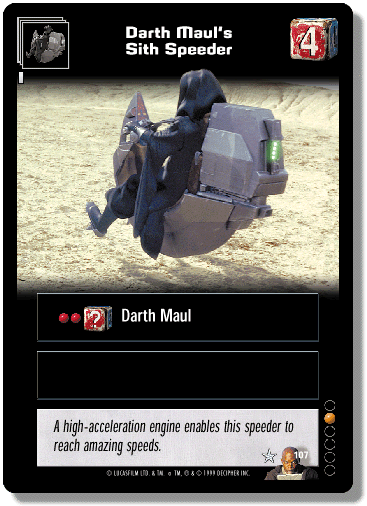 Darth Maul's
Sith Speeder
4
? Darth Maul
A high-acceleration engine enables this speeder to
reach amazing speeds.
107
© LUCASFILM LTD. & TM. ® TM, ® & © 1999 DECIPHER INC.